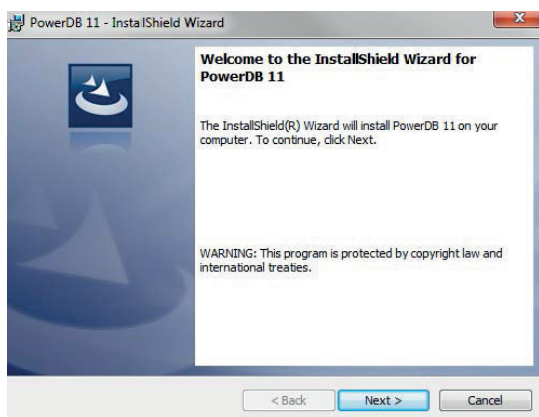 PowerDB 11 - InstallShield Wizard
Welcome to the InstallShield Wizard for
PowerDB 11
The InstallShield(R) Wizard will install PowerDB 11 on your
computer. To continue, click Next.
WARNING: This program is protected by copyright law and
international treaties.
< Back Next > Cancel